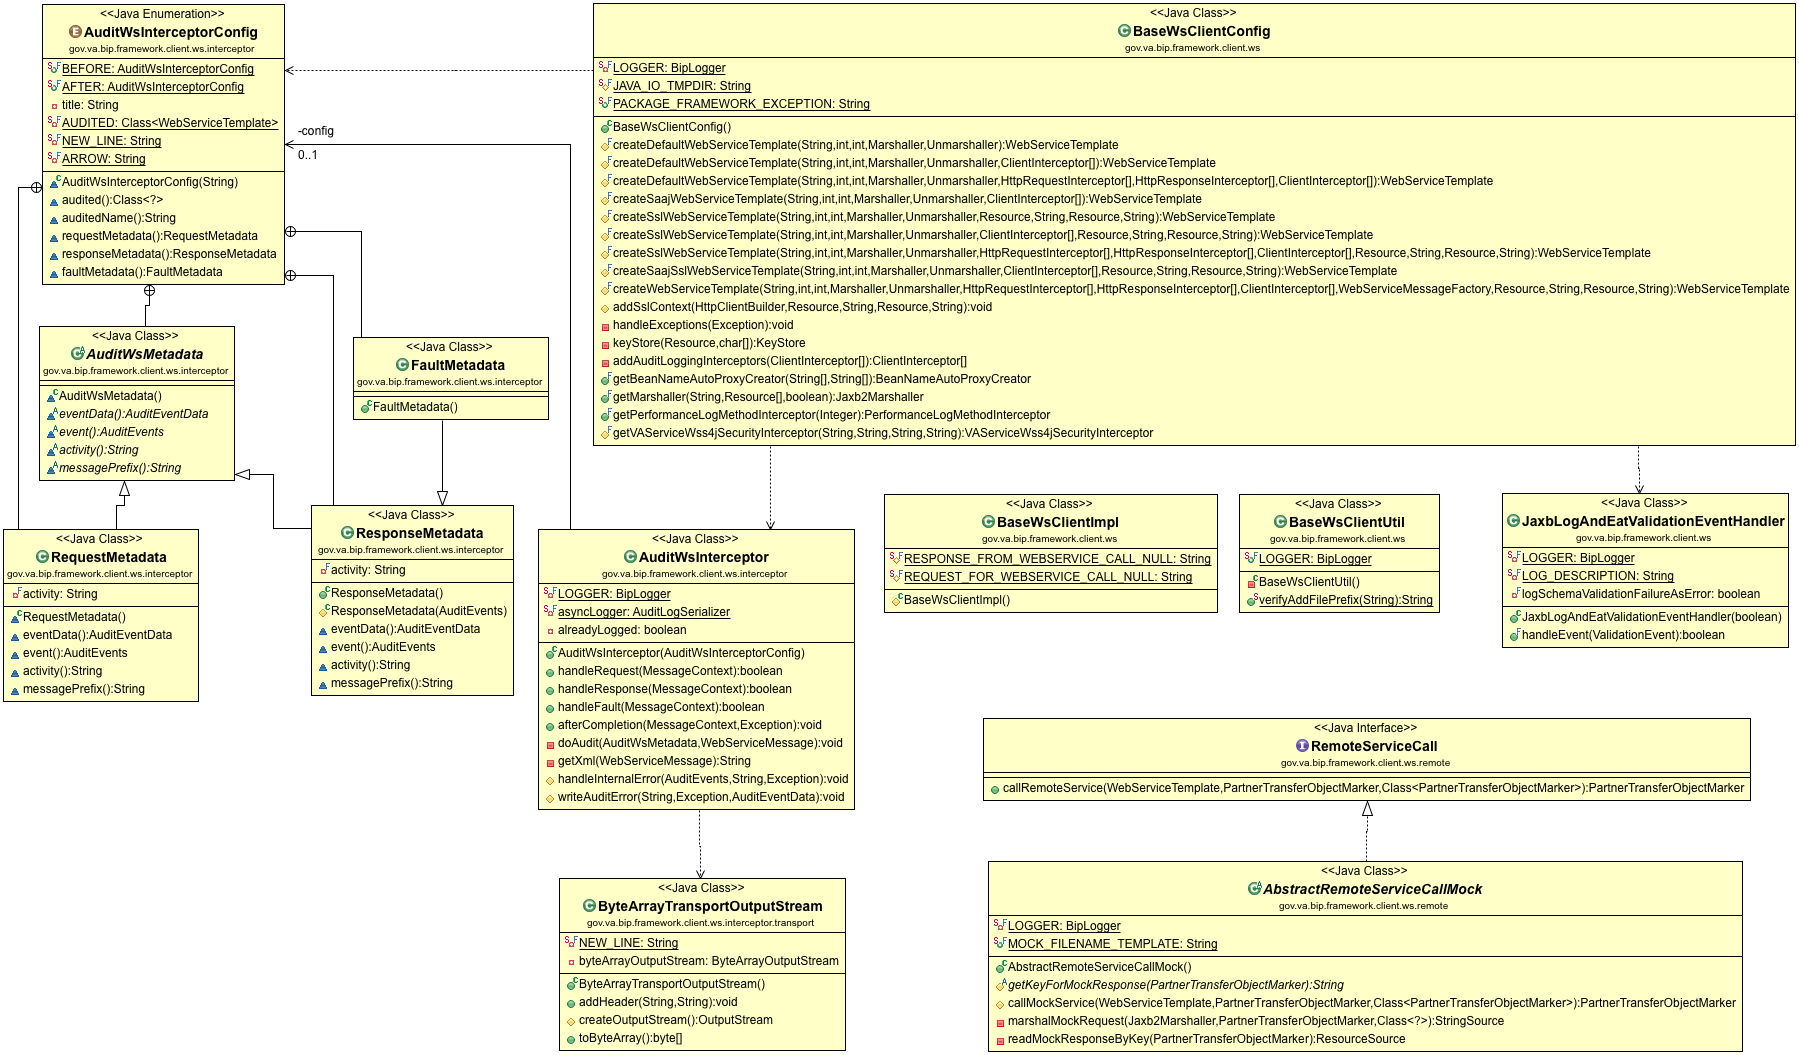 <<Java Enumeration>>
AuditWsInterceptorConfig
gov.va.bip.framework.client.ws.interceptor
BEFORE: AuditWsInterceptorConfig
AFTER: AuditWsInterceptorConfig
title: String
AUDITED: Class<WebServiceTemplate>
NEW_LINE: String
ARROW: String
AuditWsInterceptorConfig(String)
audited():Class<?>
auditedName():String
requestMetadata():RequestMetadata
responseMetadata():ResponseMetadata
faultMetadata():FaultMetadata
<<Java Class>>
BaseWsClientConfig
gov.va.bip.framework.client.ws
LOGGER: BipLogger
JAVA_IO_TMPDIR: String
PACKAGE_FRAMEWORK_EXCEPTION: String
BaseWsClientConfig()
createDefaultWebServiceTemplate(String,int,int,Marshaller,Unmarshaller):WebServiceTemplate
createDefaultWebServiceTemplate(String,int,int,Marshaller,Unmarshaller,ClientInterceptor[]):WebServiceTemplate
createDefaultWebServiceTemplate(String,int,int,Marshaller,Unmarshaller,HttpRequestInterceptor[],HttpResponseInterceptor[],ClientInterceptor[]):WebServiceTemplate
createSaajWebServiceTemplate(String,int,int,Marshaller,Unmarshaller,ClientInterceptor[]):WebServiceTemplate
createSslWebServiceTemplate(String,int,int,Marshaller,Unmarshaller,Resource,String,Resource,String):WebServiceTemplate
createSslWebServiceTemplate(String,int,int,Marshaller,Unmarshaller,ClientInterceptor[],Resource,String,Resource,String):WebServiceTemplate
createSslWebServiceTemplate(String,int,int,Marshaller,Unmarshaller,HttpRequestInterceptor[],HttpResponseInterceptor[],ClientInterceptor[],Resource,String,Resource,String):WebServiceTemplate
createSaajSslWebServiceTemplate(String,int,int,Marshaller,Unmarshaller,ClientInterceptor[],Resource,String,Resource,String):WebServiceTemplate
createWebServiceTemplate(String,int,int,Marshaller,Unmarshaller,HttpRequestInterceptor[],HttpResponseInterceptor[],ClientInterceptor[],WebServiceMessageFactory,Resource,String,Resource,String):WebServiceTemplate
addSslContext(HttpClientBuilder,Resource,String,Resource,String):void
handleExceptions(Exception):void
keyStore(Resource,char[]):KeyStore
addAuditLoggingInterceptors(ClientInterceptor[]):ClientInterceptor[]
getBeanNameAutoProxyCreator(String[],String[]):BeanNameAutoProxyCreator
getMarshaller(String,Resource[],boolean):Jaxb2Marshaller
getPerformanceLogMethodInterceptor(Integer):PerformanceLogMethodInterceptor
getVAServiceWss4jSecurityInterceptor(String,String,String,String):VAServiceWss4jSecurityInterceptor
-config
0..1
<<Java Class>>
AuditWsMetadata
gov.va.bip.framework.client.ws.interceptor
AuditWsMetadata()
eventData():AuditEventData
event():AuditEvents
activity():String
messagePrefix():String
<<Java Class>>
FaultMetadata
gov.va.bip.framework.client.ws.interceptor
FaultMetadata()
<<Java Class>>
RequestMetadata
gov.va.bip.framework.client.ws.interceptor
activity: String
RequestMetadata()
eventData():AuditEventData
event():AuditEvents
activity():String
messagePrefix():String
<<Java Class>>
ResponseMetadata
gov.va.bip.framework.client.ws.interceptor
activity: String
ResponseMetadata()
ResponseMetadata(AuditEvents)
eventData():AuditEventData
event():AuditEvents
activity():String
messagePrefix():String
<<Java Class>>
AuditWsInterceptor
gov.va.bip.framework.client.ws.interceptor
LOGGER: BipLogger
asyncLogger: AuditLogSerializer
alreadyLogged: boolean
AuditWsInterceptor(AuditWsInterceptorConfig)
handleRequest(MessageContext):boolean
handleResponse(MessageContext):boolean
handleFault(MessageContext):boolean
afterCompletion(MessageContext,Exception):void
doAudit(AuditWsMetadata,WebServiceMessage):void
getXml(WebServiceMessage):String
handleInternalError(AuditEvents,String,Exception):void
writeAuditError(String,Exception,AuditEventData):void
<<Java Class>>
BaseWsClientImpl
gov.va.bip.framework.client.ws
RESPONSE_FROM_WEBSERVICE_CALL_NULL: String
REQUEST_FOR_WEBSERVICE_CALL_NULL: String
BaseWsClientImpl()
<<Java Class>>
BaseWsClientUtil
gov.va.bip.framework.client.ws
LOGGER: BipLogger
BaseWsClientUtil()
verifyAddFilePrefix(String):String
<<Java Class>>
JaxbLogAndEatValidationEventHandler
gov.va.bip.framework.client.ws
LOGGER: BipLogger
LOG_DESCRIPTION: String
logSchemaValidationFailureAsError: boolean
JaxbLogAndEatValidationEventHandler(boolean)
handleEvent(ValidationEvent):boolean
<<Java Interface>>
RemoteServiceCall
gov.va.bip.framework.client.ws.remote
callRemoteService(WebServiceTemplate,PartnerTransferObjectMarker,Class<PartnerTransferObjectMarker>):PartnerTransferObjectMarker
<<Java Class>>
ByteArrayTransportOutputStream
gov.va.bip.framework.client.ws.interceptor.transport
NEW_LINE: String
byteArrayOutputStream: ByteArrayOutputStream
ByteArrayTransportOutputStream()
addHeader(String,String):void
createOutputStream():OutputStream
toByteArray():byte[]
<<Java Class>>
AbstractRemoteServiceCallMock
gov.va.bip.framework.client.ws.remote
LOGGER: BipLogger
MOCK_FILENAME_TEMPLATE: String
AbstractRemoteServiceCallMock()
getKeyForMockResponse(PartnerTransferObjectMarker):String
callMockService(WebServiceTemplate,PartnerTransferObjectMarker,Class<PartnerTransferObjectMarker>):PartnerTransferObjectMarker
marshalMockRequest(Jaxb2Marshaller,PartnerTransferObjectMarker,Class<?>):StringSource
readMockResponseByKey(PartnerTransferObjectMarker):ResourceSource